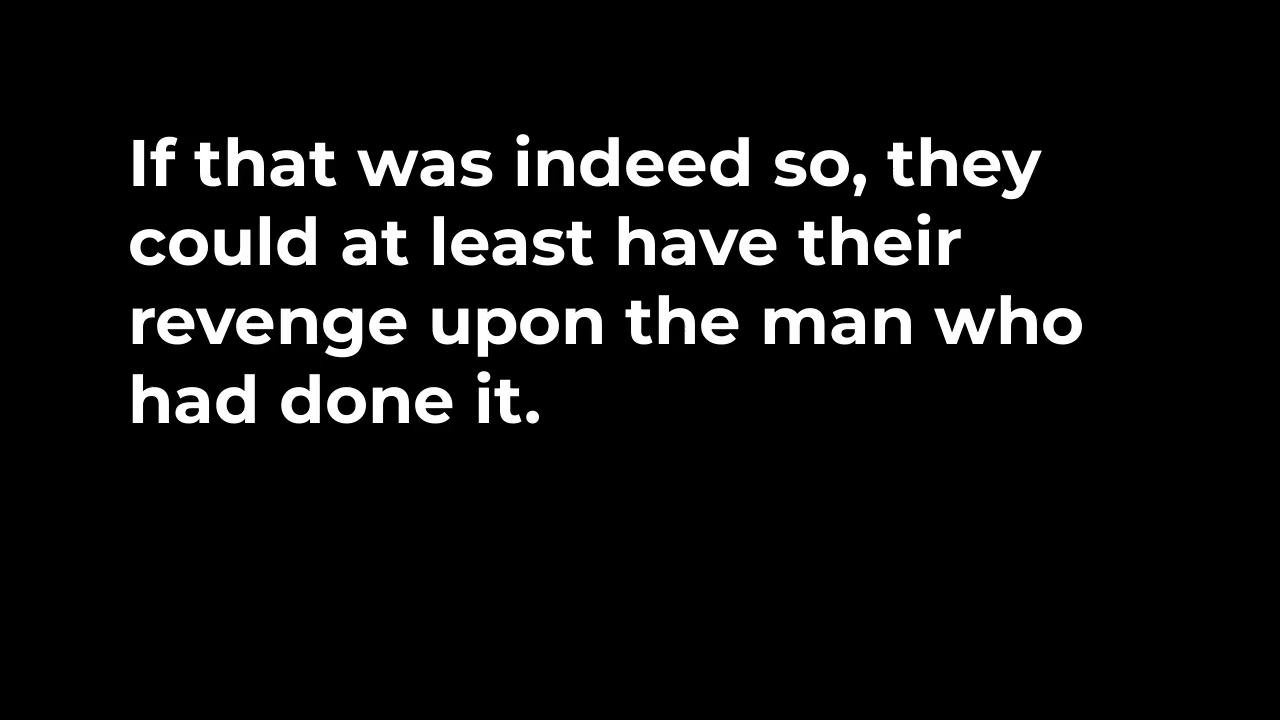 If that was indeed so, they
could at least have their
revenge upon the man who
had done it.